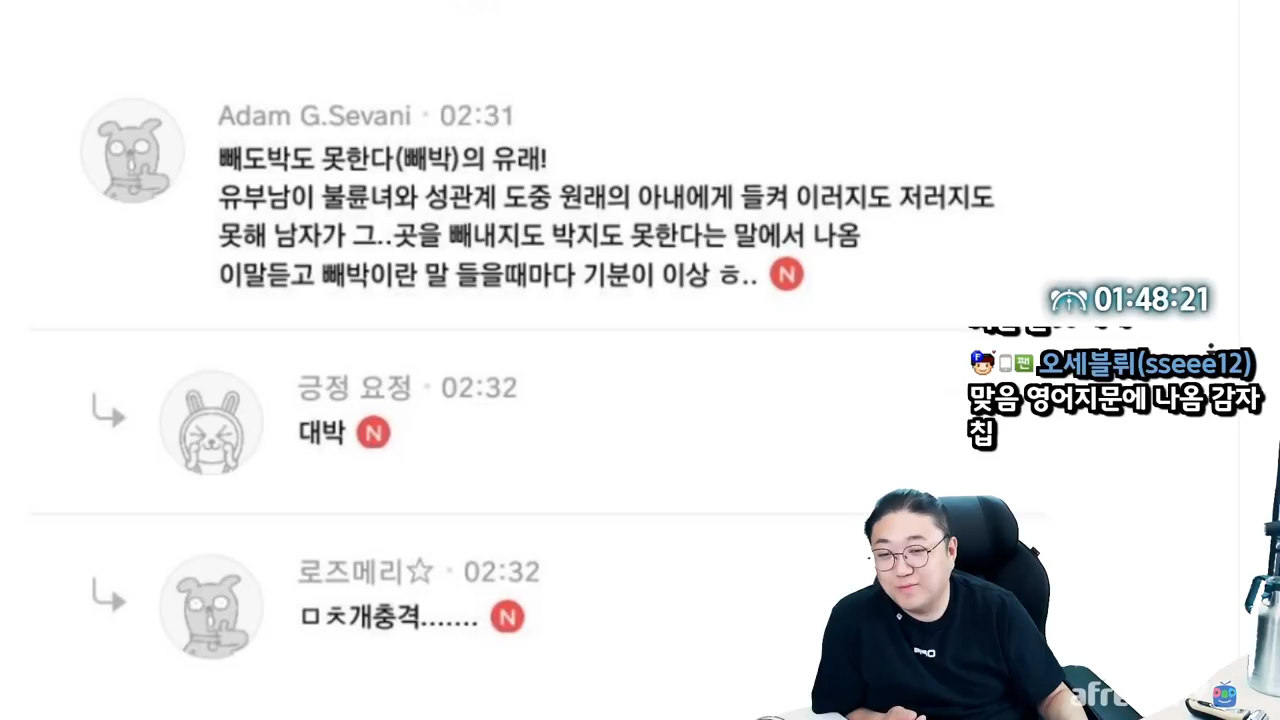 Adam G.Sevani · 02:31
빼도박도 못한다(빼박)의 유래!
유부남이 불륜녀와 성관계 도중 원래의 아내에게 들켜 이러지도 저러지도
못해 남자가 그..곳을 빼내지도 박지도 못한다는 말에서 나옴
이말듣고 빼박이란 말 들을때마다 기분이 이상 ㅎ.. N
긍정 요정 · 02:32
대박 N
로즈메리☆ · 02:32
ㅁㅊ개충격....... N
01:48:21
F 팬 오세블뤼(sseee12)
맞음 영어지문에 나옴 감자
칩
PRO